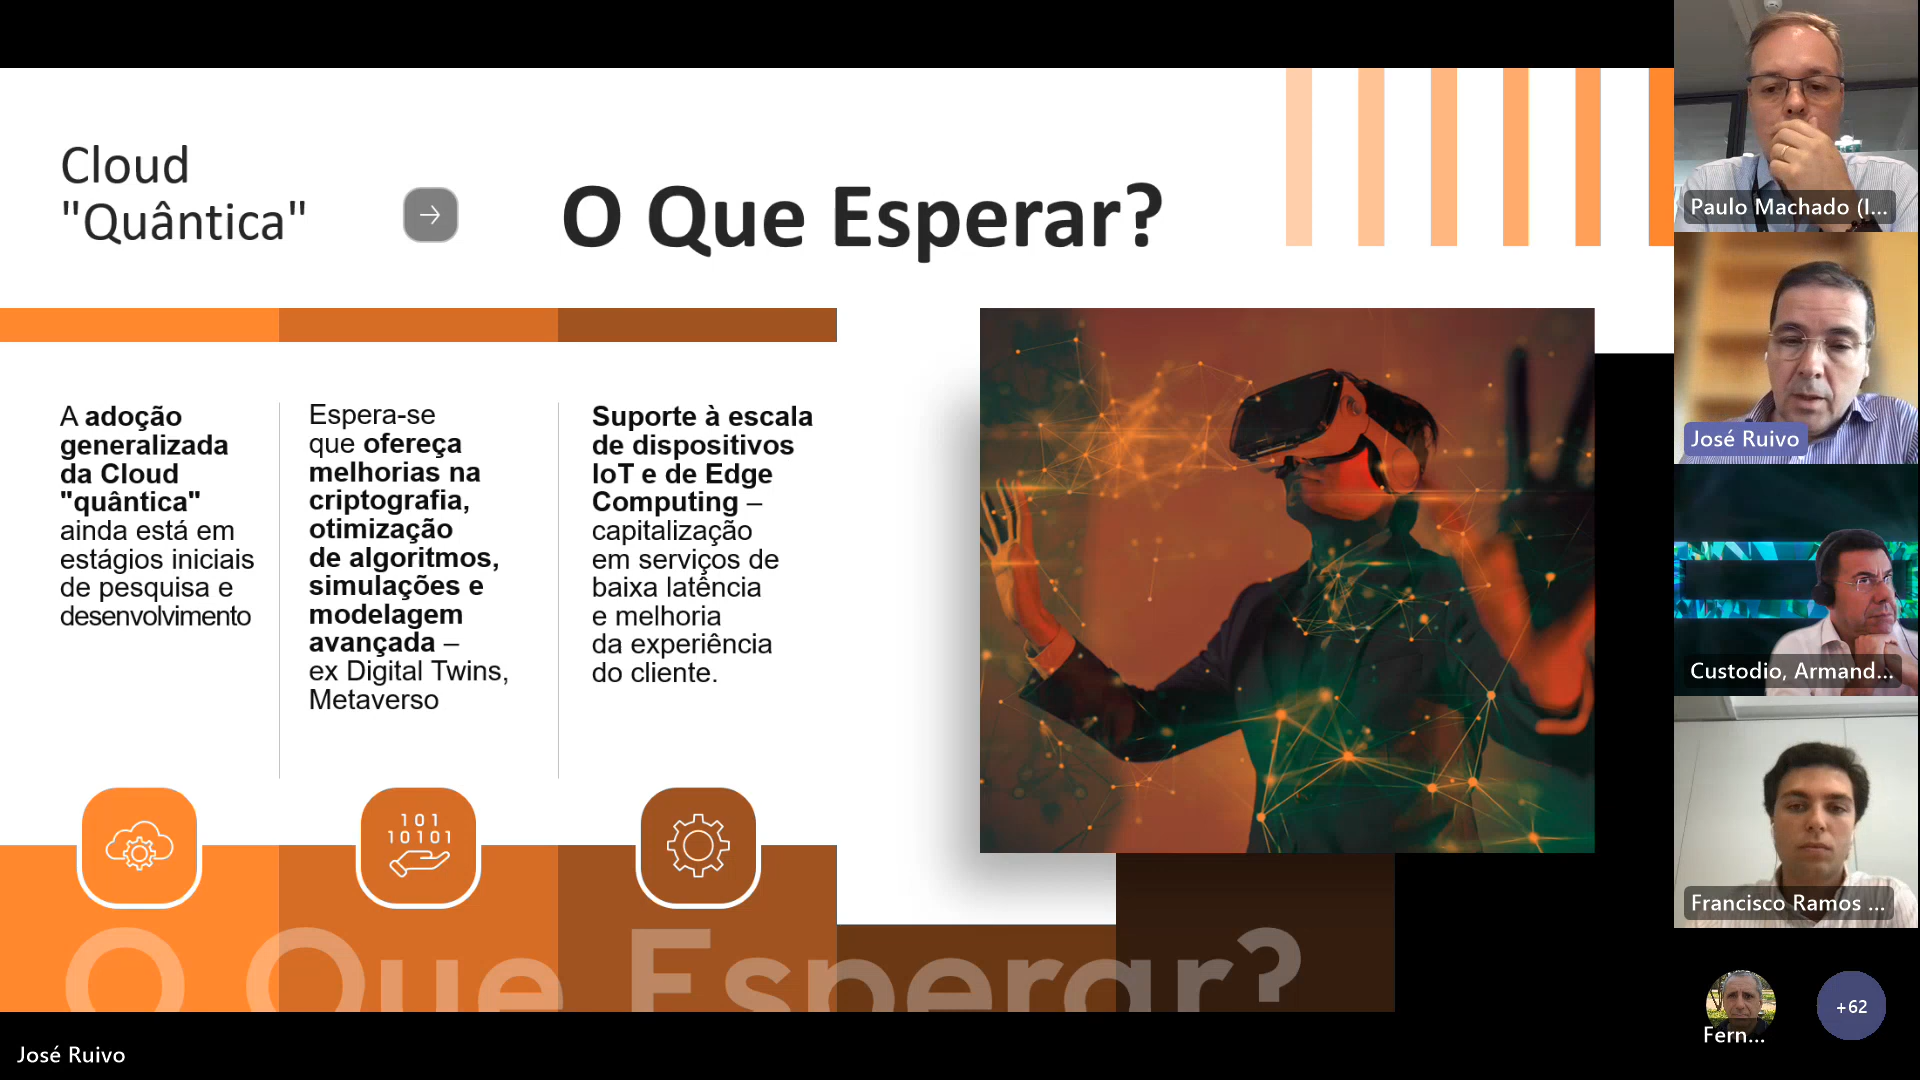 Cloud
"Quântica"
O Que Esperar?
A adoção
generalizada
da Cloud
"quântica"
ainda está em
estágios iniciais
de pesquisa e
desenvolvimento
Espera-se
que ofereça
melhorias na
criptografia,
otimização
de algoritmos,
simulações e
modelagem
avançada –
ex Digital Twins,
Metaverso
Suporte à escala
de dispositivos
IoT e de Edge
Computing –
capitalização
em serviços de
baixa latência
e melhoria
da experiência
do cliente.
101
10101
O Que Esperar?
José Ruivo
Paulo Machado (I...
José Ruivo
Custodio, Armand...
Francisco Ramos ...
Fern...
+62